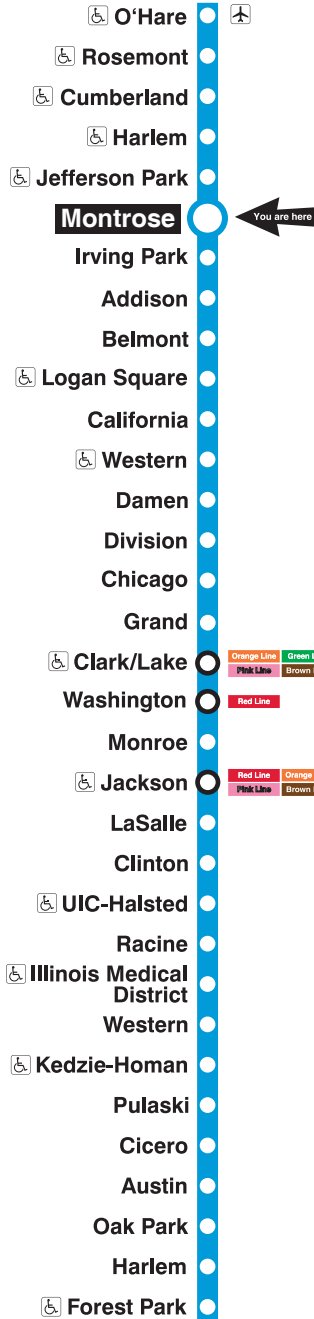 O'Hare
Rosemont
Cumberland
Harlem
Jefferson Park
Montrose
You are here
Irving Park
Addison
Belmont
Logan Square
California
Western
Damen
Division
Chicago
Grand
Clark/Lake
Orange Line Green
Pink Line Brown
Washington
Red Line
Monroe
Jackson
Red Line Orange
Pink Line Brown
LaSalle
Clinton
UIC-Halsted
Racine
Illinois Medical
District
Western
Kedzie-Homan
Pulaski
Cicero
Austin
Oak Park
Harlem
Forest Park